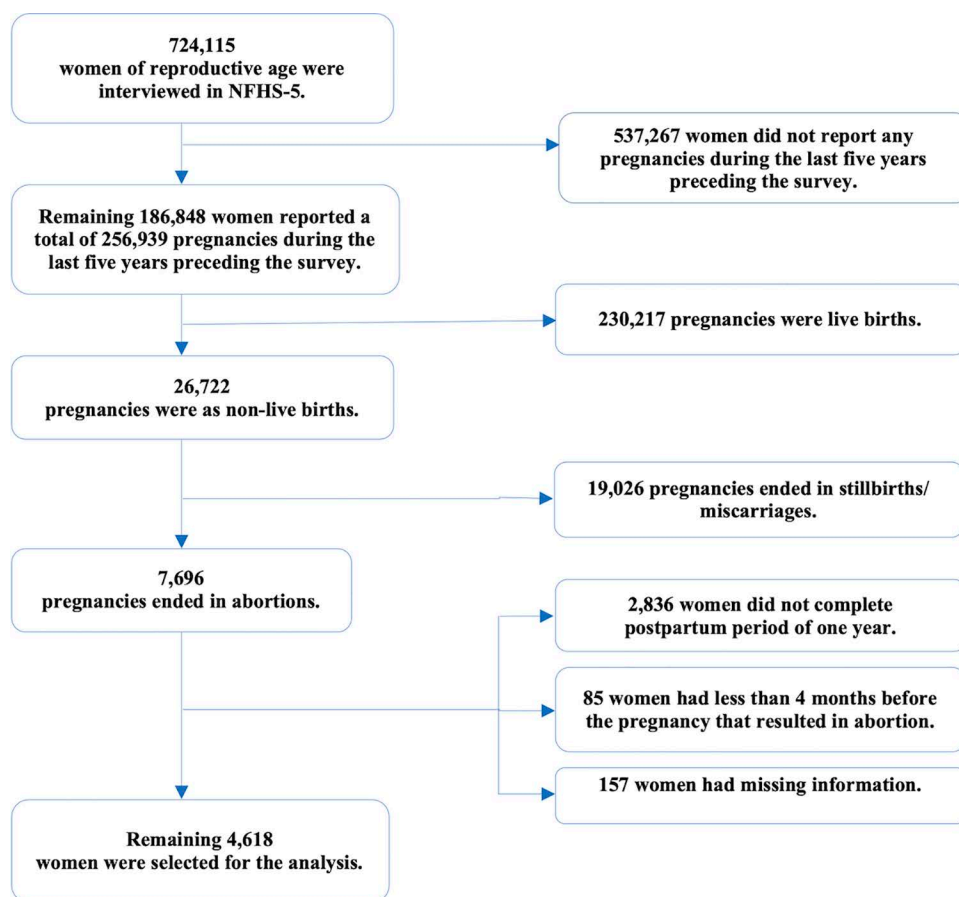 724,115
women of reproductive age were
interviewed in NFHS-5.
537,267 women did not report any
pregnancies during the last five years
preceding the survey.
Remaining 186,848 women reported a
total of 256,939 pregnancies during the
last five years preceding the survey.
230,217 pregnancies were live births.
26,722
pregnancies were as non-live births.
19,026 pregnancies ended in stillbirths/
miscarriages.
7,696
pregnancies ended in abortions.
2,836 women did not complete
postpartum period of one year.
85 women had less than 4 months before
the pregnancy that resulted in abortion.
157 women had missing information.
Remaining 4,618
women were selected for the analysis.